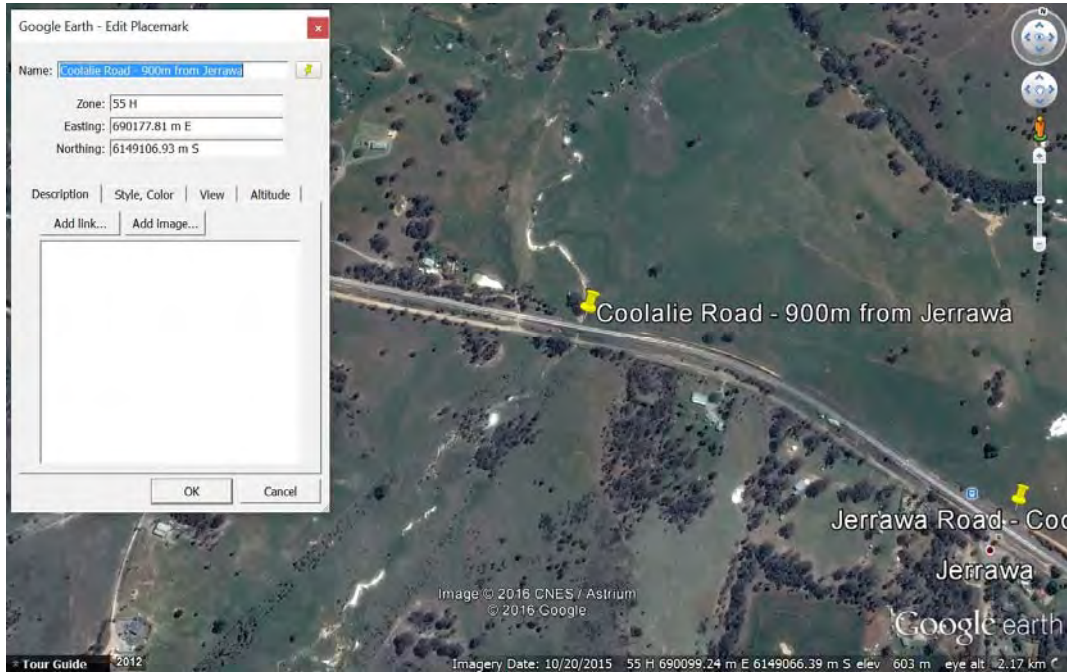 Google Earth - Edit Placemark
Name: Coolalie Road - 900m from Jerrawa
Zone: 55 H
Easting: 690177.81 m E
Northing: 6149106.93 m S
Description
Style, Color
View
Altitude
Add link...
Add image...
OK
Cancel
N
Coolalie Road - 900m from Jerrawa
Jerrawa Road - Coo
Jerrawa
Image © 2016 CNES / Astrium
© 2016 Google
Google earth
Tour Guide
2012
Imagery Date: 10/20/2015 55 H 690099.24 m E 6149066.39 m S elev 603 m eye alt 2.17 km